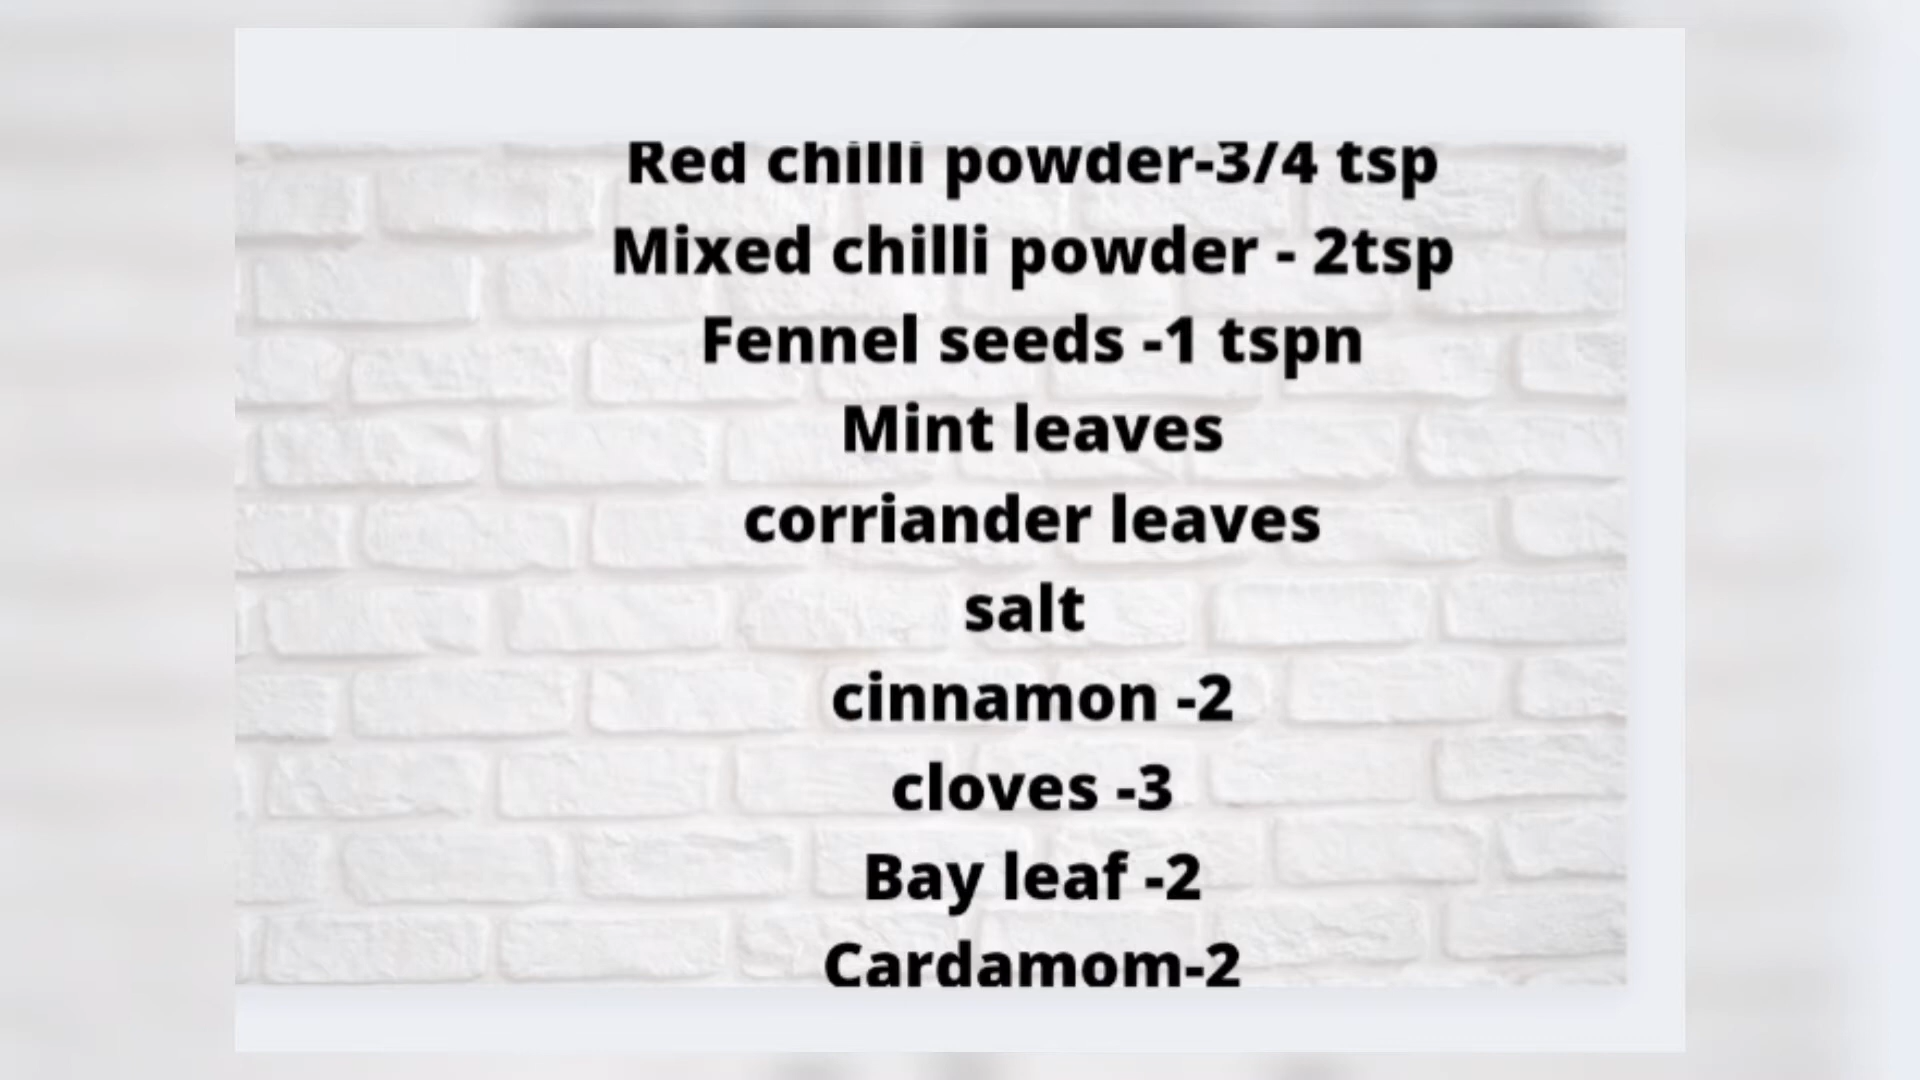 Red chilli powder-3/4 tsp
Mixed chilli powder - 2tsp
Fennel seeds -1 tspn
Mint leaves
corriander leaves
salt
cinnamon -2
cloves -3
Bay leaf -2
Cardamom-2